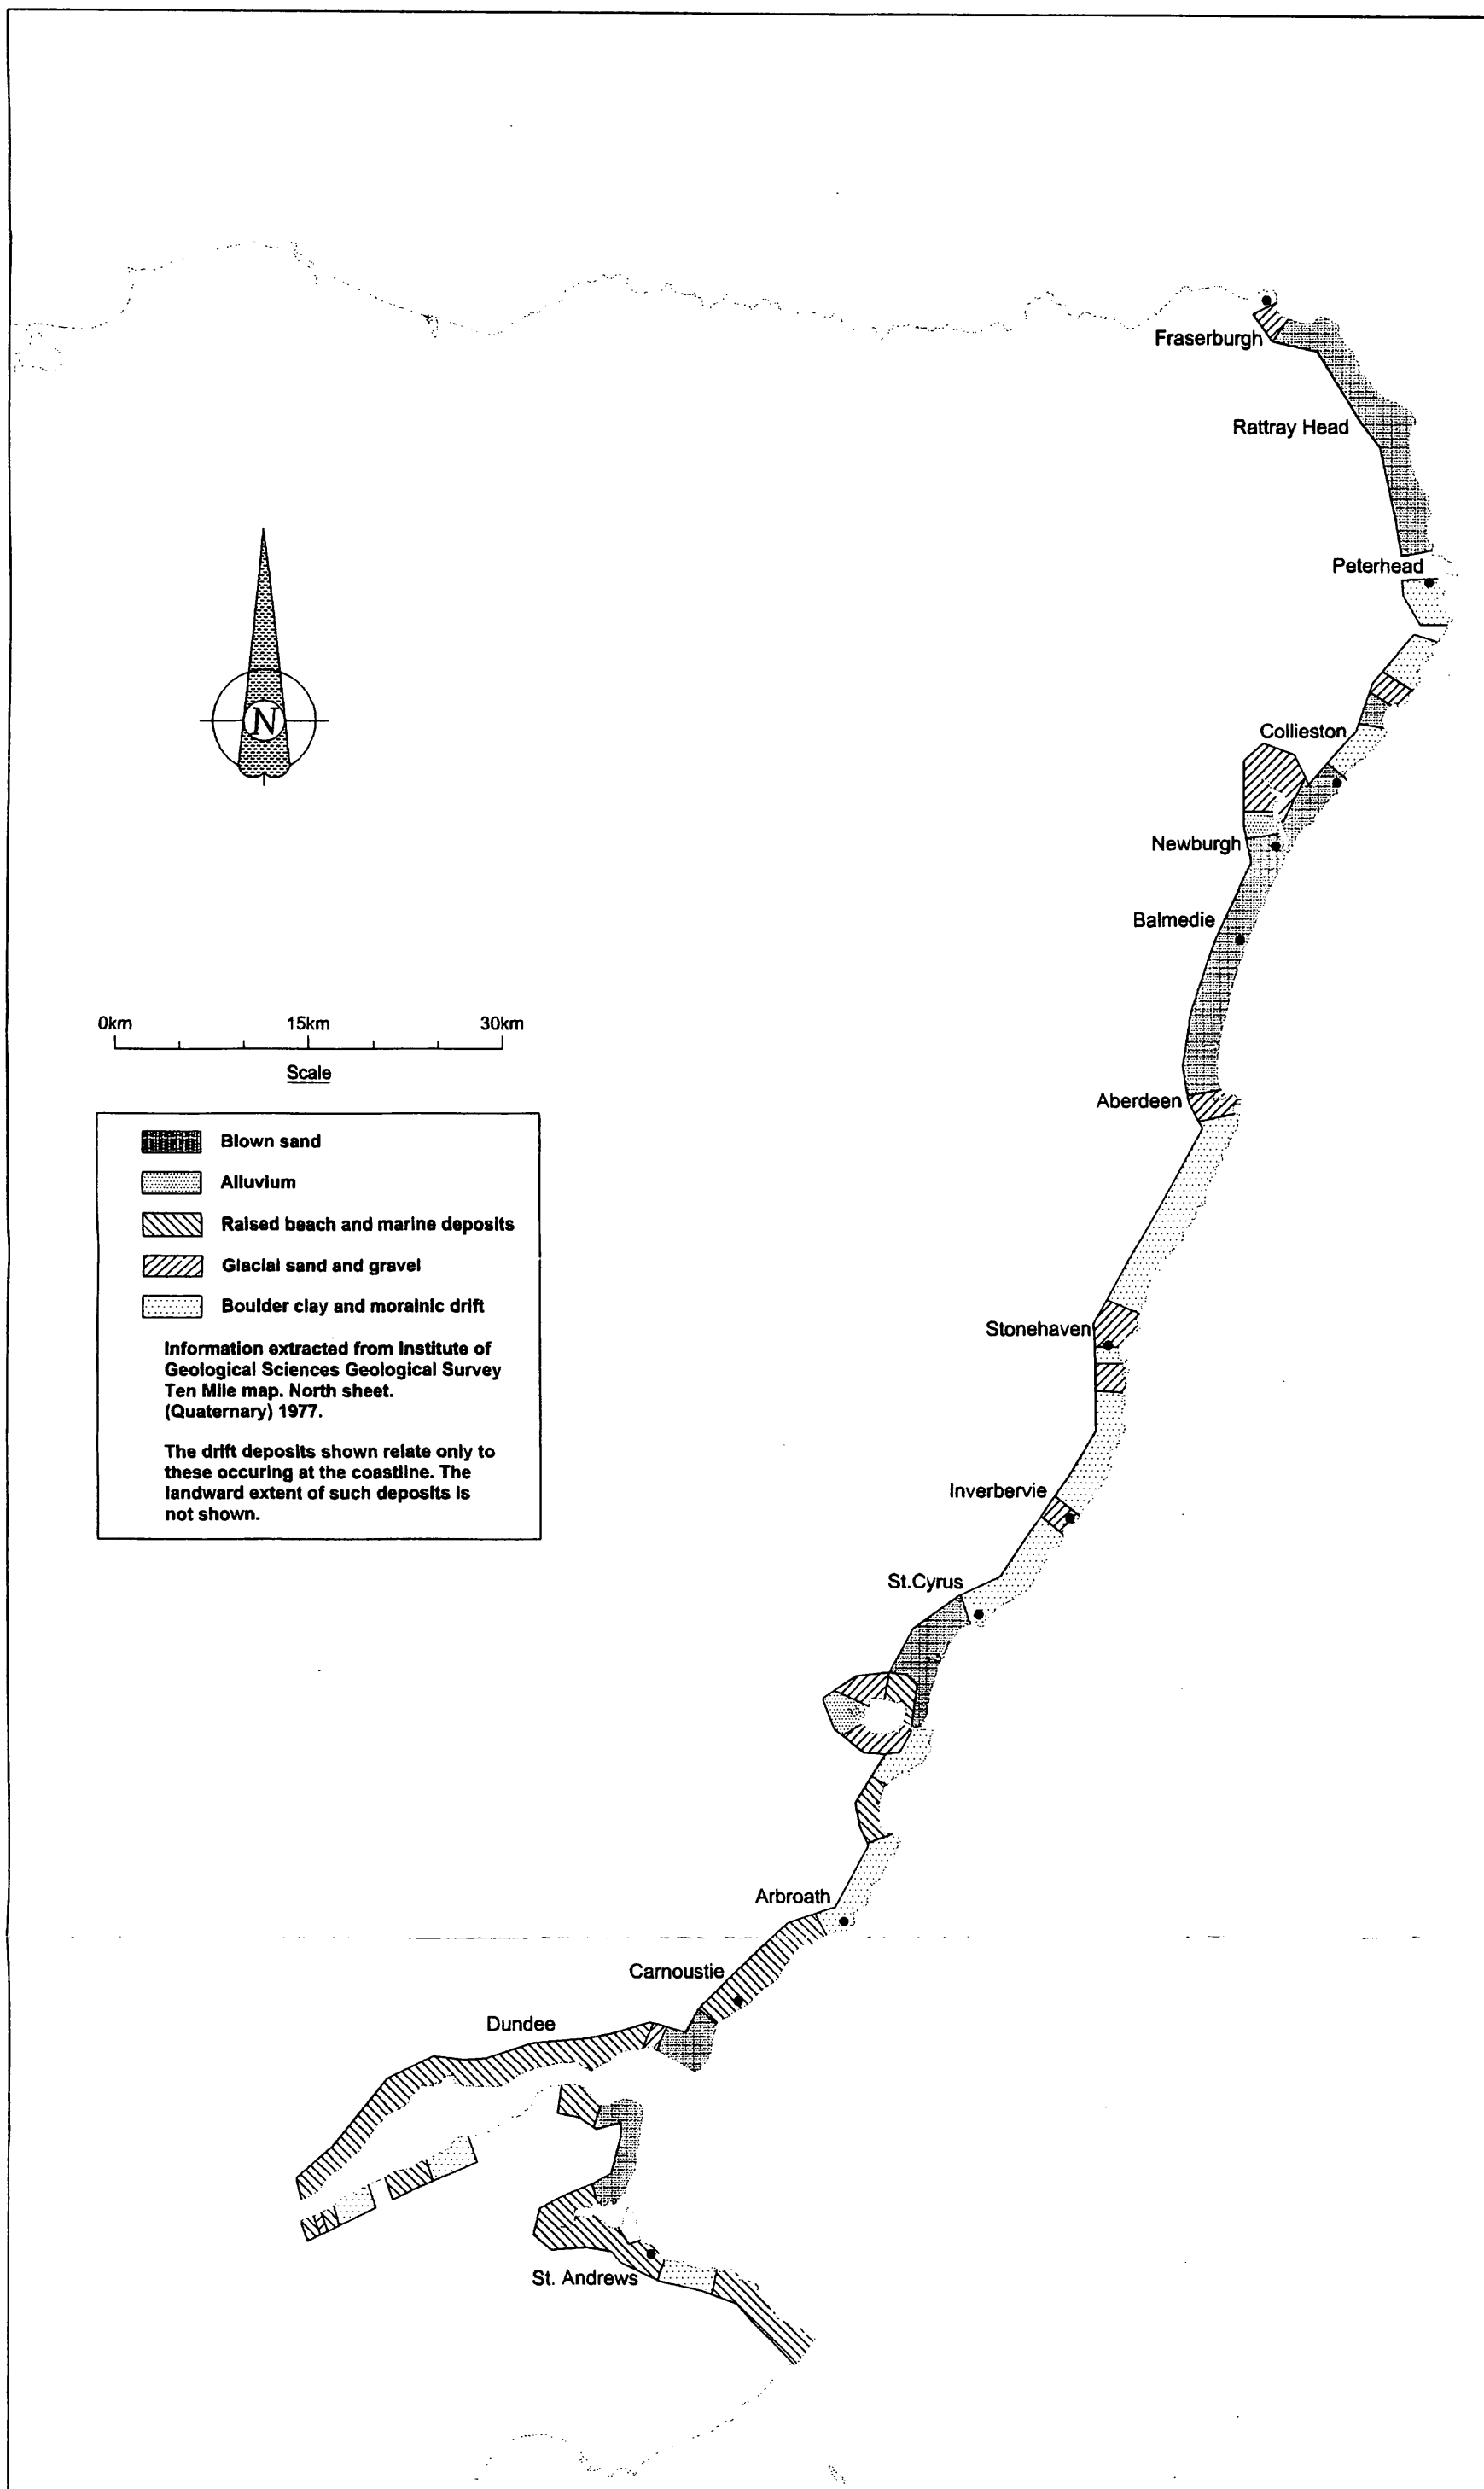 Fraserburgh
Rattray Head
Peterhead
N
Collieston
Newburgh
Balmedie
0km 15km 30km
Scale
Aberdeen
Blown sand
Alluvium
Raised beach and marine deposits
Glacial sand and gravel
Boulder clay and morainic drift
Information extracted from Institute of
Geological Sciences Geological Survey
Ten Mile map. North sheet.
(Quaternary) 1977.
The drift deposits shown relate only to
these occuring at the coastline. The
landward extent of such deposits is
not shown.
Stonehaven
Inverbervie
St.Cyrus
Arbroath
Carnoustie
Dundee
St. Andrews